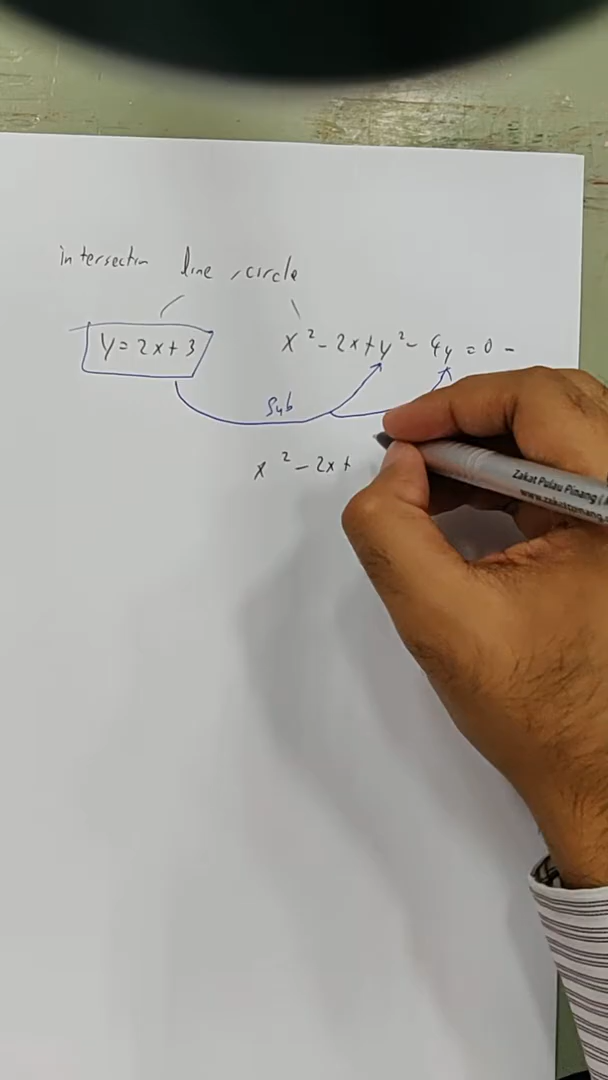 intersection line, circle
y = 2x + 3
x² - 2x + y² - 4y = 0 -
Sub
x² - 2x +
Zakat Pulau Pinang